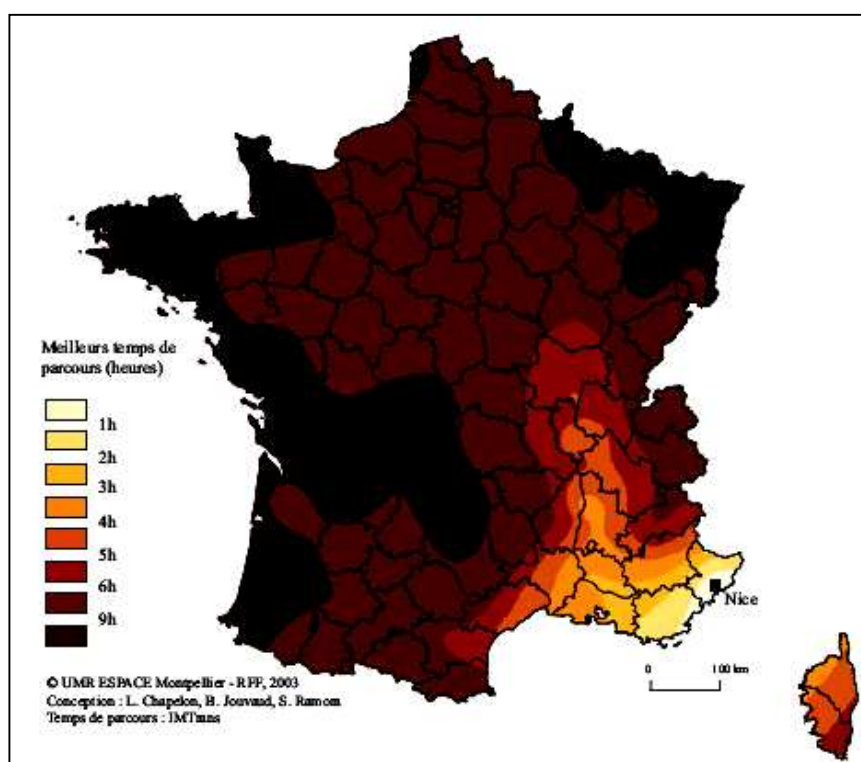 Meilleurs temps de
parcours (heures)
1h
2h
3h
4h
5h
6h
9h
Nice
0 100 km
© UMR ESPACE Montpellier - RFF, 2003
Conception : L. Chapelon, B. Jouvaud, S. Ramora
Temps de parcours : IMTrans